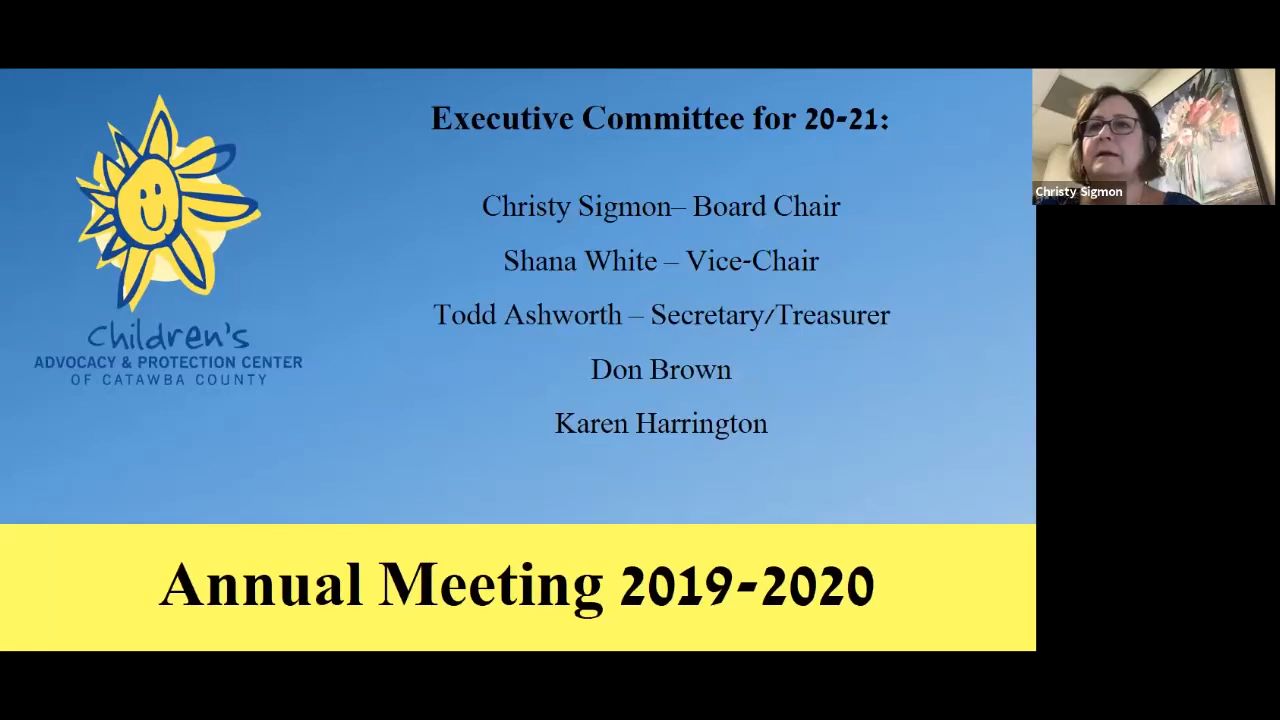 Executive Committee for 20-21:
Christy Sigmon– Board Chair
Shana White – Vice-Chair
Todd Ashworth – Secretary/Treasurer
Don Brown
Karen Harrington
children's
ADVOCACY & PROTECTION CENTER
OF CATAWBA COUNTY
Annual Meeting 2019-2020
Christy Sigmon